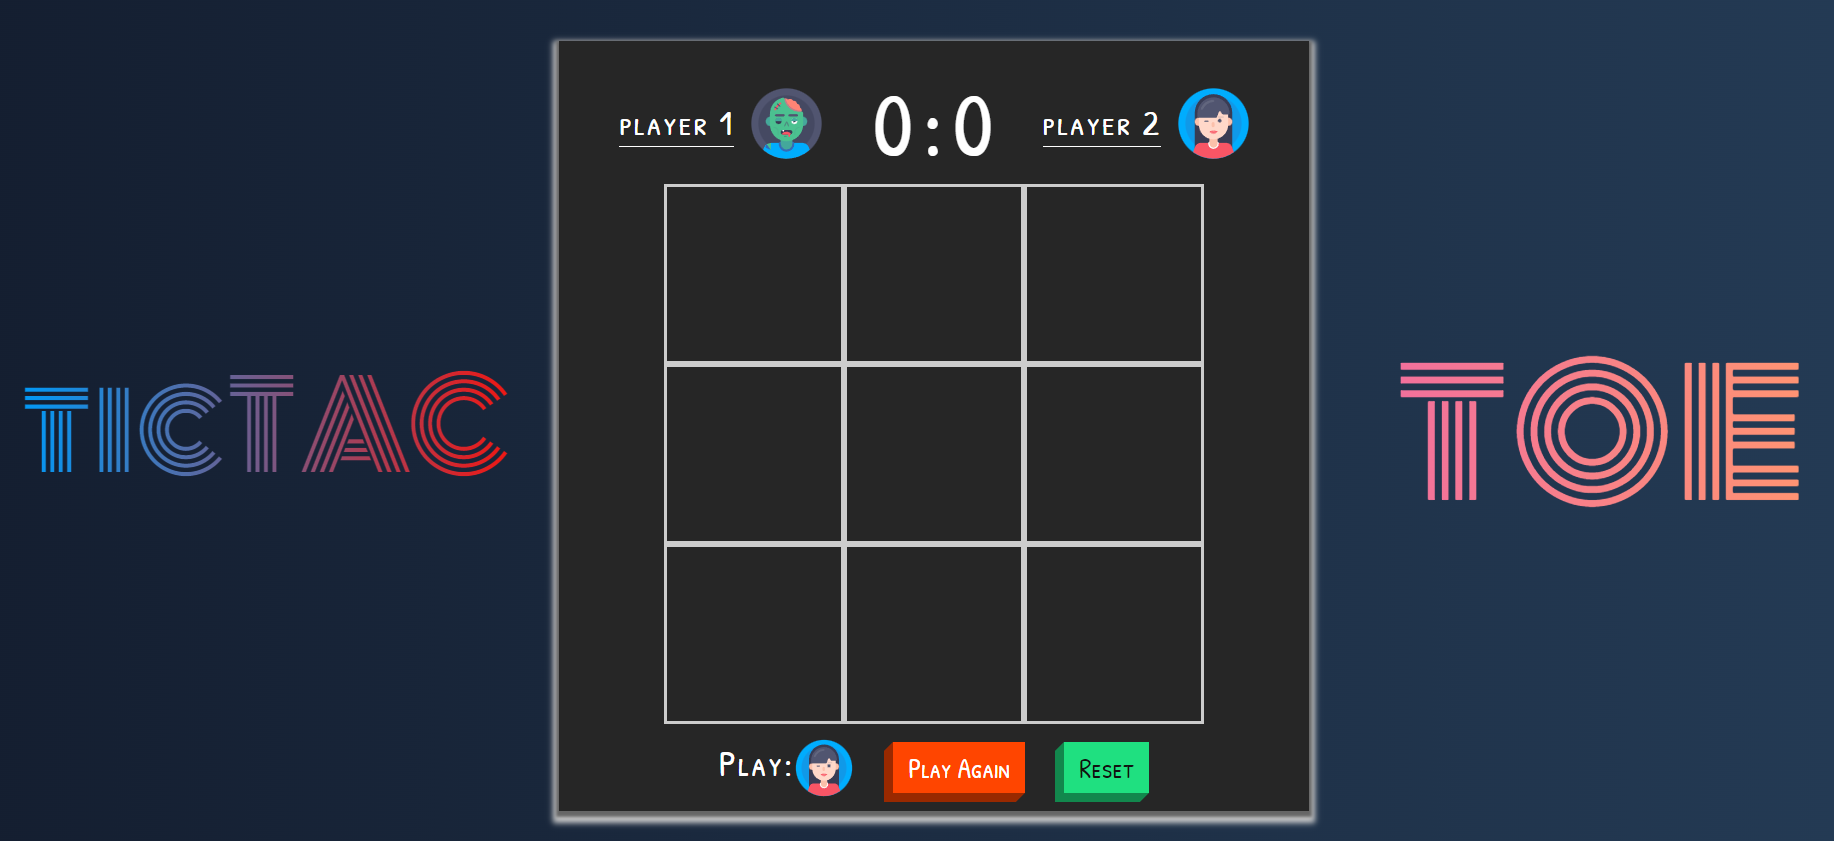 PLAYER 1
0:0
PLAYER 2
TICTAC
TOE
PLAY:
PLAY AGAIN
RESET